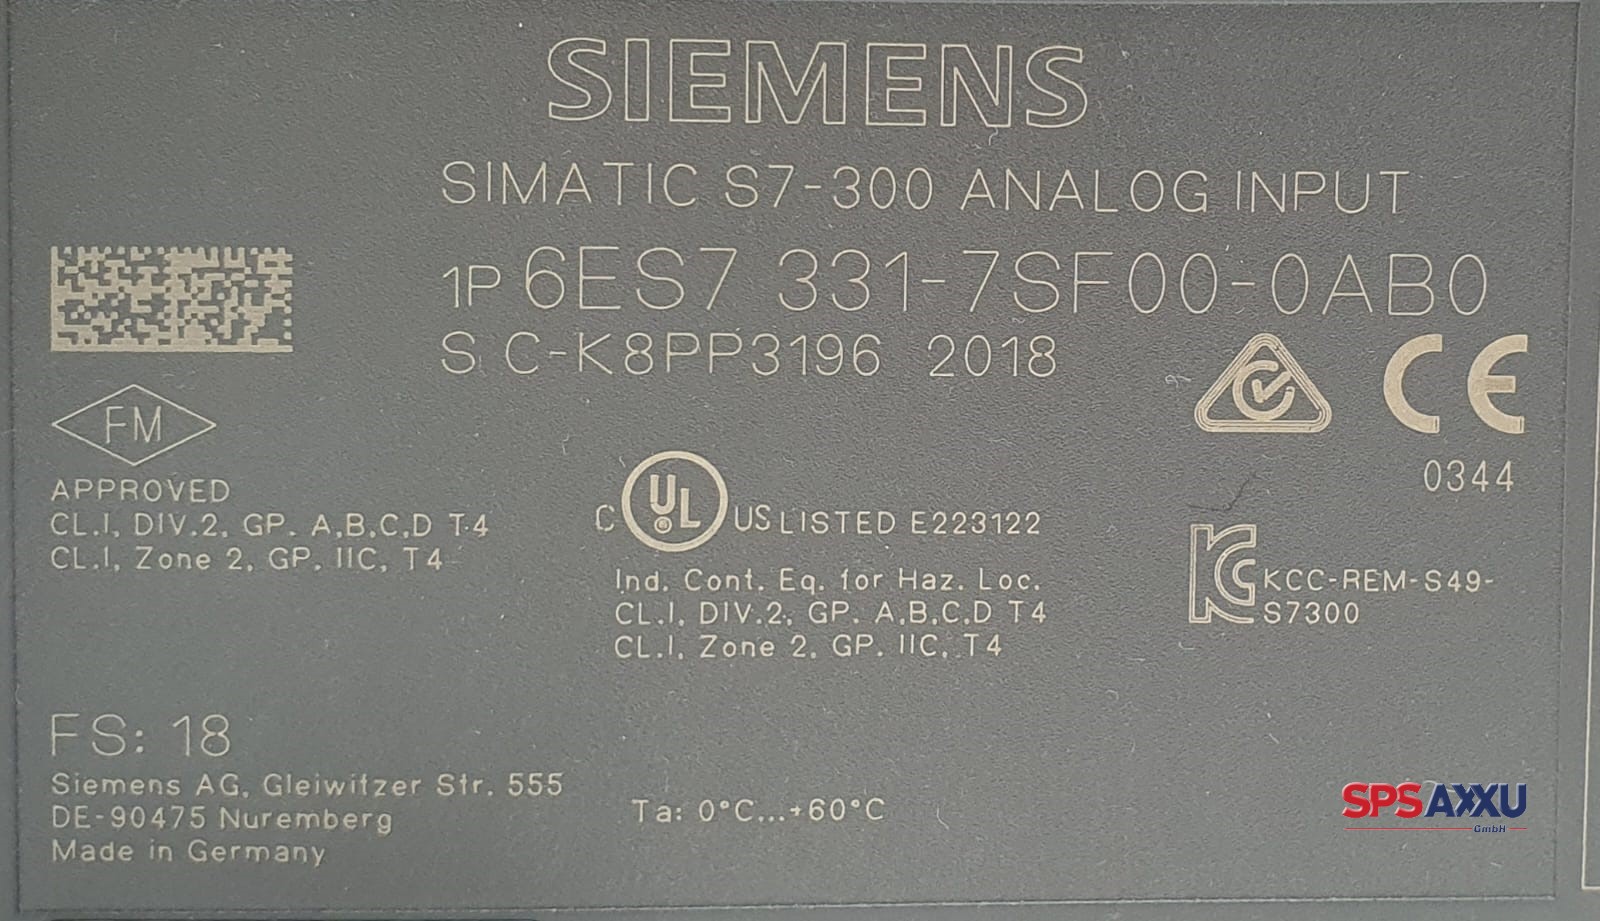 SIEMENS
SIMATIC S7-300 ANALOG INPUT
1P 6ES7 331-7SF00-0AB0
S C-K8PP3196 2018
FM
APPROVED
CL.I, DIV.2, GP. A,B,C,D T4
CL.I, Zone 2, GP. IIC, T4
C UL US LISTED E223122
Ind. Cont. Eq. for Haz. Loc.
CL.I, DIV.2, GP. A,B,C,D T4
CL.I, Zone 2, GP. IIC, T4
CE
0344
KCC-REM-S49-
S7300
FS: 18
Siemens AG, Gleiwitzer Str. 555
DE-90475 Nuremberg
Made in Germany
Ta: 0°C...+60°C
SPSAXXU
GmbH